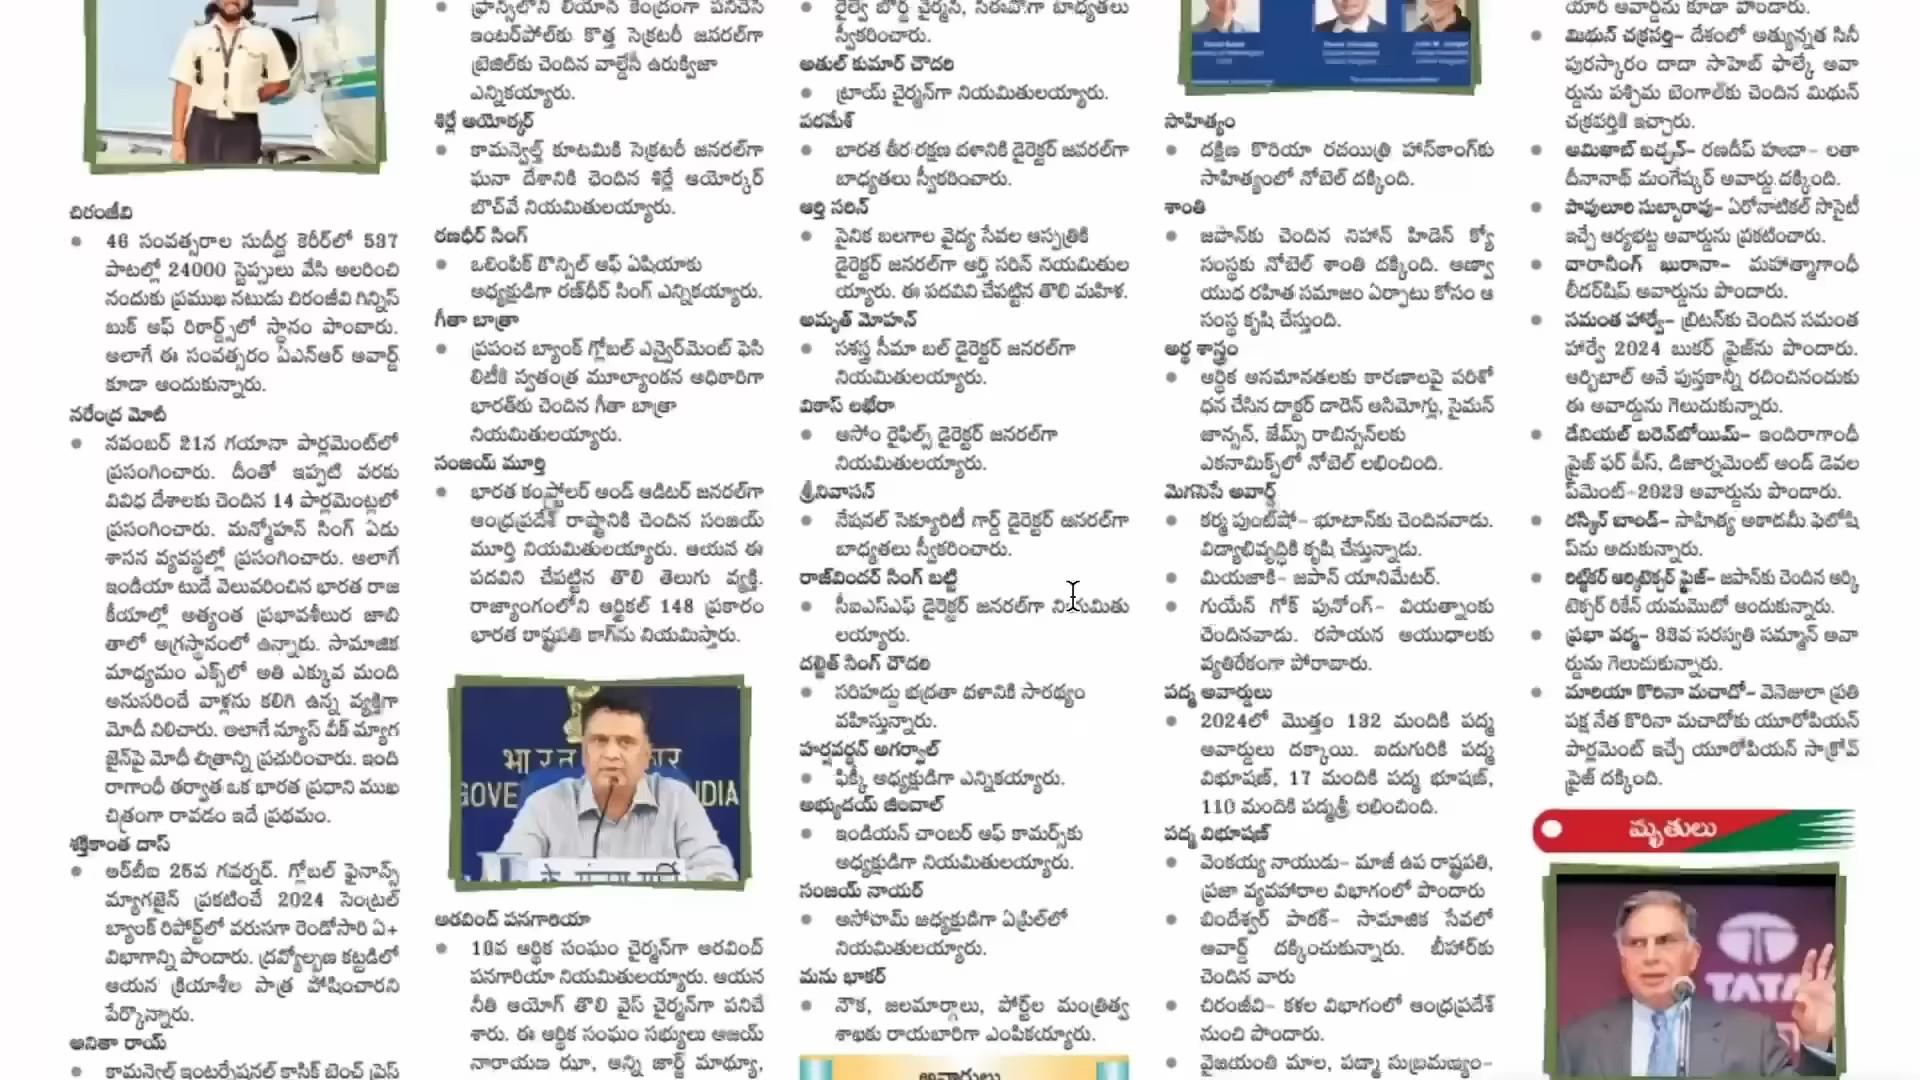 చిరంజీవి
46 సంవత్సరాల సుదీర్ఘ కెరీర్‌లో 537
పాటల్లో 24000 స్టెప్పులు వేసి అలరించి
నందుకు ప్రముఖ నటుడు చిరంజీవి గిన్నిస్
బుక్ ఆఫ్ రికార్డ్స్‌లో స్థానం పొందారు.
అలాగే ఈ సంవత్సరం ఏఎన్ఆర్ అవార్డ్
కూడా అందుకున్నారు.
నరేంద్ర మోదీ
నవంబర్ 21న గయానా పార్లమెంట్‌లో
ప్రసంగించారు. దీంతో ఇప్పటి వరకు
వివిధ దేశాలకు చెందిన 14 పార్లమెంట్లలో
ప్రసంగించారు. మన్మోహన్ సింగ్ ఏడు
శాసన వ్యవస్థల్లో ప్రసంగించారు. అలాగే
ఇండియా టుడే వెలువరించిన భారత రాజ
కీయాల్లో అత్యంత ప్రభావశీలుర జాబి
తాలో అగ్రస్థానంలో ఉన్నారు. సామాజిక
మాధ్యమం ఎక్స్‌లో అతి ఎక్కువ మంది
అనుసరించే వాళ్లను కలిగి ఉన్న వ్యక్తిగా
మోదీ నిలిచారు. అలాగే న్యూస్ వీక్ మ్యాగ
జైన్‌పై మోధీ చిత్రాన్ని ప్రచురించారు. ఇంది
రాగాంధీ తర్వాత ఒక భారత ప్రధాని ముఖ
చిత్రంగా రావడం ఇదే ప్రథమం.
శక్తికాంత దాస్
ఆర్‌బీఐ 25వ గవర్నర్. గ్లోబల్ ఫైనాన్స్
మ్యాగజైన్ ప్రకటించే 2024 సెంట్రల్
బ్యాంక్ రిపోర్ట్‌లో వరుసగా రెండోసారి ఏ+
విభాగాన్ని పొందారు. ద్రవ్యోల్బణ కట్టడిలో
ఆయన క్రియాశీల పాత్ర పోషించారని
పేర్కొన్నారు.
అనితా రాయ్
కామన్వెల్త్ ఇంటర్నేషనల్ కాసిక్ బెంచ్ ప్రెస్
ఫ్రాన్స్‌లోని లియాన్ కేంద్రంగా పనిచేసే
ఇంటర్‌పోల్‌కు కొత్త సెక్రటరీ జనరల్‌గా
బ్రెజిల్‌కు చెందిన వాల్డేసీ ఉరుక్విజా
ఎన్నికయ్యారు.
శిర్లే అయోర్కర్
కామన్వెల్త్ కూటమికి సెక్రటరీ జనరల్‌గా
ఘనా దేశానికి చెందిన శిర్లే ఆయోర్కర్
బొచ్‌వే నియమితులయ్యారు.
రణధీర్ సింగ్
ఒలింపిక్ కౌన్సిల్ ఆఫ్ ఏషియాకు
అధ్యక్షుడిగా రణ్‌ధీర్ సింగ్ ఎన్నికయ్యారు.
గీతా బాత్రా
ప్రపంచ బ్యాంక్ గ్లోబల్ ఎన్విర్మెంట్ ఫెసి
లిటీకి స్వతంత్ర మూల్యాంకన అధికారిగా
భారత్‌కు చెందిన గీతా బాత్రా
నియమితులయ్యారు.
సంజయ్ మూర్తి
భారత కంప్ట్రోలర్ అండ్ ఆడిటర్ జనరల్‌గా
ఆంధ్రప్రదేశ్ రాష్ట్రానికి చెందిన సంజయ్
మూర్తి నియమితులయ్యారు. ఆయన ఈ
పదవిని చేపట్టిన తొలి తెలుగు వ్యక్తి.
రాజ్యాంగంలోని ఆర్టికల్ 148 ప్రకారం
భారత రాష్ట్రపతి కాగ్‌ను నియమిస్తారు.
भारत
कार
GOVE
INDIA
అరవింద్ పనగారియా
16వ ఆర్థిక సంఘం చైర్మన్‌గా అరవింద్
పనగారియా నియమితులయ్యారు. ఆయన
నీతి ఆయోగ్ తొలి వైస్ చైర్మన్‌గా పనిచే
శారు. ఈ ఆర్థిక సంఘం సభ్యులు అజయ్
నారాయణ ఝా, ఆన్ని జార్జ్ మాథ్యూ,
రైల్వే బోర్డ్ చైర్మన్, సీఈవోగా బాధ్యతలు
స్వీకరించారు.
అతుల్ కుమార్ చౌదరి
ట్రాయ్ చైర్మన్‌గా నియమితులయ్యారు.
పరమేశ్
భారత తీర రక్షణ దళానికి డైరెక్టర్ జనరల్‌గా
బాధ్యతలు స్వీకరించారు.
ఆర్తి సరిన్
సైనిక బలగాల వైద్య సేవల ఆస్పత్రికి
డైరెక్టర్ జనరల్‌గా ఆర్తి సరిన్ నియమితుల
య్యారు. ఈ పదవిని చేపట్టిన తొలి మహిళ.
అమృత్ మోహన్
సశస్త్ర సీమా బల్ డైరెక్టర్ జనరల్‌గా
నియమితులయ్యారు.
వికాస్ లఖేరా
అసోం రైఫిల్స్ డైరెక్టర్ జనరల్‌గా
నియమితులయ్యారు.
శ్రీనివాసన్
నేషనల్ సెక్యూరిటీ గార్డ్ డైరెక్టర్ జనరల్‌గా
బాధ్యతలు స్వీకరించారు.
రాజ్‌విందర్ సింగ్ బట్టి
సీఐఎస్ఎఫ్ డైరెక్టర్ జనరల్‌గా నియమితు
లయ్యారు.
దల్జిత్ సింగ్ చౌదరి
సరిహద్దు భద్రతా దళానికి సారథ్యం
వహిస్తున్నారు.
హర్షవర్ధన్ అగర్వాల్
ఫిక్కీ అధ్యక్షుడిగా ఎన్నికయ్యారు.
అభ్యుదయ్ జిందాల్
ఇండియన్ చాంబర్ ఆఫ్ కామర్స్‌కు
అధ్యక్షుడిగా నియమితులయ్యారు.
సంజయ్ నాయర్
అసోచామ్ అధ్యక్షుడిగా ఏప్రిల్‌లో
నియమితులయ్యారు.
మను భాకర్
నౌక, జలమార్గాలు, పోర్ట్‌ల మంత్రిత్వ
శాఖకు రాయబారిగా ఎంపికయ్యారు.
అవార్డులు
సాహిత్యం
దక్షిణ కొరియా రచయిత్రి హాన్‌కాంగ్‌కు
సాహిత్యంలో నోబెల్ దక్కింది.
శాంతి
జపాన్‌కు చెందిన నిహాన్ హిడెన్ క్యో
సంస్థకు నోబెల్ శాంతి దక్కింది. అణ్వా
యుధ రహిత సమాజం ఏర్పాటు కోసం ఆ
సంస్థ కృషి చేస్తుంది.
అర్థ శాస్త్రం
ఆర్థిక అసమానతలకు కారణాలపై పరిశో
ధన చేసిన డాక్టర్ డారెన్ ఆసిమోగ్లు, సైమన్
జాన్సన్, జేమ్స్ రాబిన్సన్‌లకు
ఎకనామిక్స్‌లో నోబెల్ లభించింది.
మెగసెసే అవార్డ్
కర్మ పుంట్‌షో- భూటాన్‌కు చెందినవాడు.
విద్యాభివృద్ధికి కృషి చేస్తున్నాడు.
మియజాకి- జపాన్ యానిమేటర్.
గుయేన్ గోక్ పునోంగ్- వియత్నాంకు
చెందినవాడు. రసాయన ఆయుధాలకు
వ్యతిరేకంగా పోరాడారు.
పద్మ అవార్డులు
2024లో మొత్తం 132 మందికి పద్మ
అవార్డులు దక్కాయి. ఐదుగురికి పద్మ
విభూషణ్, 17 మందికి పద్మ భూషణ్,
110 మందికి పద్మశ్రీ లభించింది.
పద్మ విభూషణ్
వెంకయ్య నాయుడు- మాజీ ఉప రాష్ట్రపతి,
ప్రజా వ్యవహారాల విభాగంలో పొందారు
బిందేశ్వర్ పాఠక్- సామాజిక సేవలో
అవార్డ్ దక్కించుకున్నారు. బీహార్‌కు
చెందిన వారు
చిరంజీవి- కళల విభాగంలో ఆంధ్రప్రదేశ్
నుంచి పొందారు.
వైజయంతి మాల, పద్మా సుబ్రమణ్యం-
యార్ అవార్డును కూడా పొందారు.
మిథున్ చక్రవర్తి- దేశంలో అత్యున్నత సినీ
పురస్కారం దాదా సాహెబ్ ఫాల్కే అవా
ర్డును పశ్చిమ బెంగాల్‌కు చెందిన మిథున్
చక్రవర్తికి ఇచ్చారు.
అమితాబ్ బచ్చన్- రణదీప్ హుడా- లతా
దీనానాథ్ మంగేష్కర్ అవార్డు దక్కింది.
పావులూరి సుబ్బారావు- ఏరోనాటికల్ సొసైటీ
ఇచ్చే ఆర్యభట్ట అవార్డును ప్రకటించారు.
దారానీంగ్ ఖురానా- మహాత్మాగాంధీ
లీడర్‌షిప్ అవార్డును పొందారు.
సమంత హార్వే- బ్రిటన్‌కు చెందిన సమంత
హార్వే 2024 బుకర్ ప్రైజ్‌ను పొందారు.
ఆర్బిటాల్ అనే పుస్తకాన్ని రచించినందుకు
ఈ అవార్డును గెలుచుకున్నారు.
డేనియల్ బరెన్‌బోయిమ్- ఇందిరాగాంధీ
ప్రైజ్ ఫర్ పీస్, డిజార్నమెంట్ అండ్ డెవల
ప్‌మెంట్-2023 అవార్డును పొందారు.
రస్కిన్ బాండ్- సాహిత్య అకాడమీ ఫెలోషి
ప్‌ను అదుకున్నారు.
రిట్జికర్ ఆర్కిటెక్చర్ ప్రైజ్- జపాన్‌కు చెందిన ఆర్కి
టెక్చర్ రికేన్ యమమొటో అందుకున్నారు.
ప్రభా వర్మ- 33వ సరస్వతి సమ్మాన్ అవా
ర్డును గెలుచుకున్నారు.
మారియా కొరినా మచాదో- వెనెజులా ప్రతి
పక్ష నేత కొరినా మచాదోకు యూరోపియన్
పార్లమెంట్ ఇచ్చే యూరోపియన్ సాక్రోవ్
ప్రైజ్ దక్కింది.
మృతులు
TATA